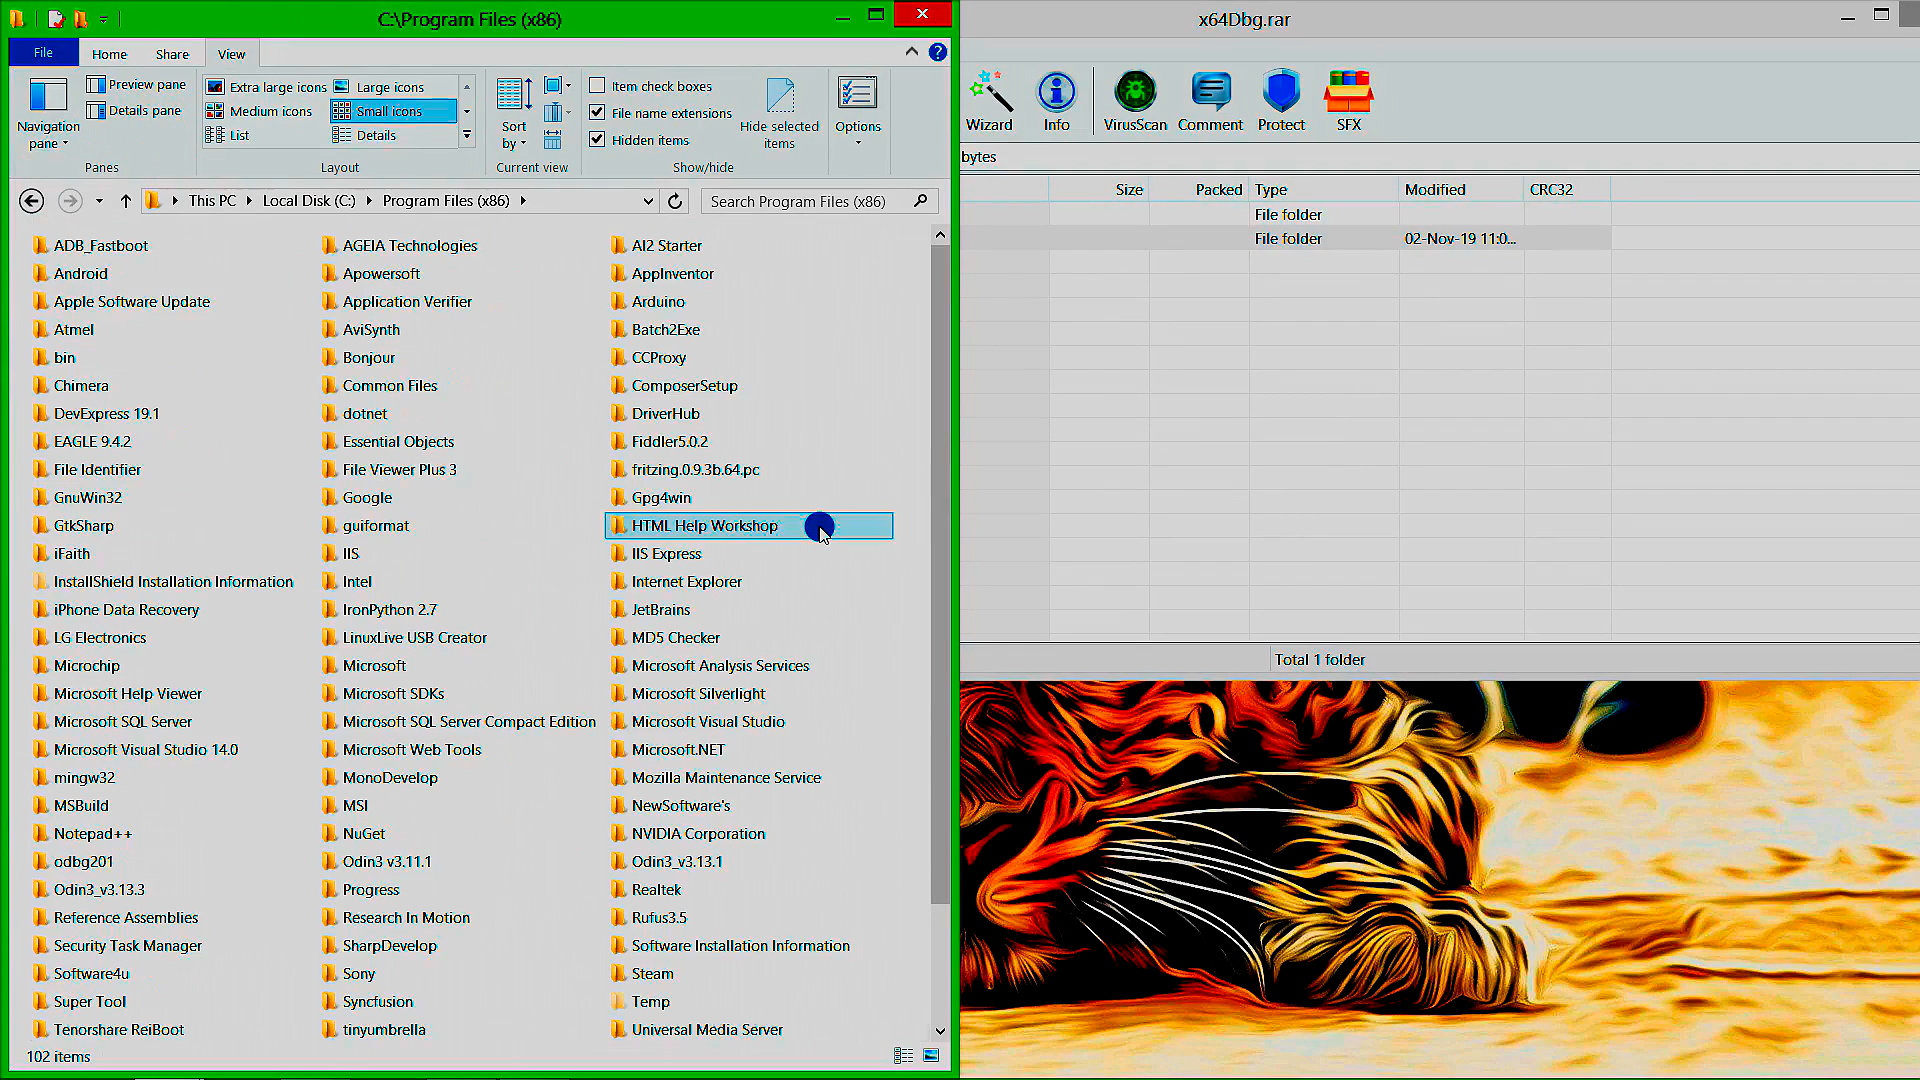 C:\Program Files (x86)
File
Home
Share
View
Navigation pane
Preview pane
Details pane
Panes
Extra large icons
Large icons
Medium icons
Small icons
List
Details
Layout
Sort by
Current view
Item check boxes
File name extensions
Hidden items
Hide selected items
Show/hide
Options
This PC
Local Disk (C:)
Program Files (x86)
Search Program Files (x86)
ADB_Fastboot
AGEIA Technologies
AI2 Starter
Android
Apowersoft
AppInventor
Apple Software Update
Application Verifier
Arduino
Atmel
AviSynth
Batch2Exe
bin
Bonjour
CCProxy
Chimera
Common Files
ComposerSetup
DevExpress 19.1
dotnet
DriverHub
EAGLE 9.4.2
Essential Objects
Fiddler5.0.2
File Identifier
File Viewer Plus 3
fritzing.0.9.3b.64.pc
GnuWin32
Google
Gpg4win
GtkSharp
guiformat
HTML Help Workshop
iFaith
IIS
IIS Express
InstallShield Installation Information
Intel
Internet Explorer
iPhone Data Recovery
IronPython 2.7
JetBrains
LG Electronics
LinuxLive USB Creator
MD5 Checker
Microchip
Microsoft
Microsoft Analysis Services
Microsoft Help Viewer
Microsoft SDKs
Microsoft Silverlight
Microsoft SQL Server
Microsoft SQL Server Compact Edition
Microsoft Visual Studio
Microsoft Visual Studio 14.0
Microsoft Web Tools
Microsoft.NET
mingw32
MonoDevelop
Mozilla Maintenance Service
MSBuild
MSI
NewSoftware's
Notepad++
NuGet
NVIDIA Corporation
odbg201
Odin3 v3.11.1
Odin3_v3.13.1
Odin3_v3.13.3
Progress
Realtek
Reference Assemblies
Research In Motion
Rufus3.5
Security Task Manager
SharpDevelop
Software Installation Information
Software4u
Sony
Steam
Super Tool
Syncfusion
Temp
Tenorshare ReiBoot
tinyumbrella
Universal Media Server
102 items
x64Dbg.rar
Wizard
Info
VirusScan
Comment
Protect
SFX
bytes
Size
Packed
Type
Modified
CRC32
File folder
File folder
02-Nov-19 11:0...
Total 1 folder